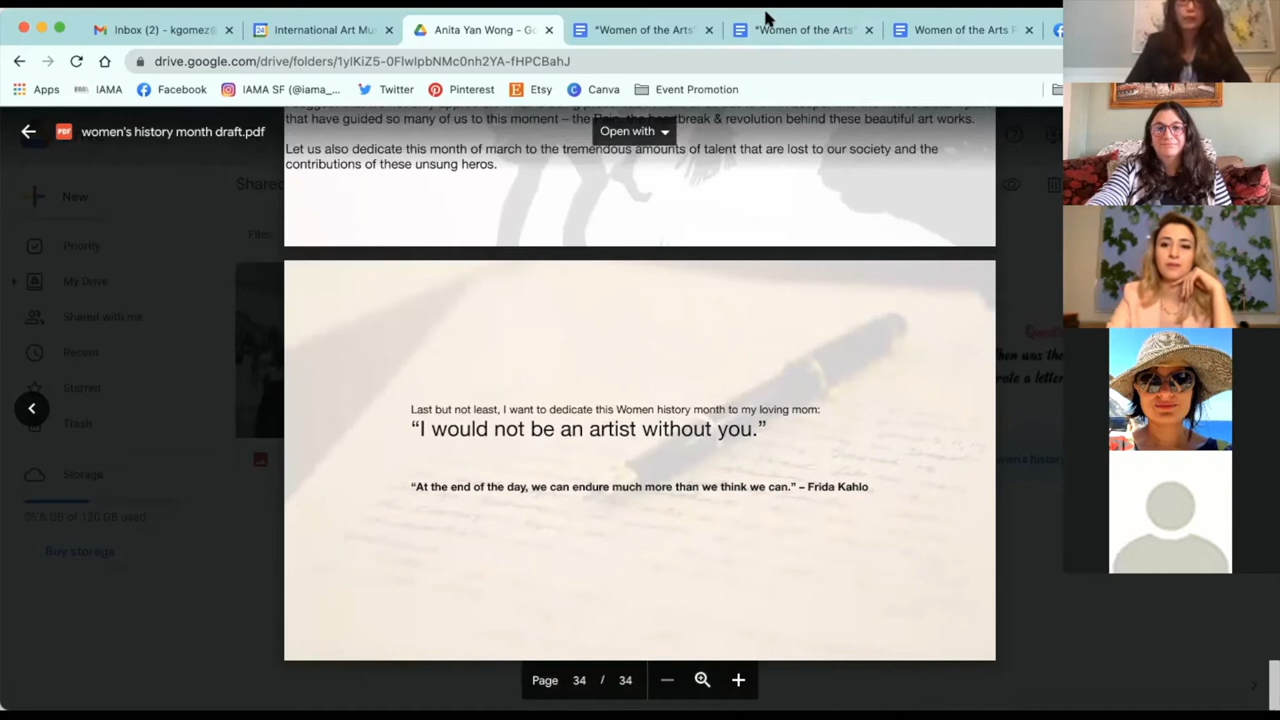 Inbox (2) - kgomez@
International Art Mu
Anita Yan Wong - Go
"Women of the Arts"
"Women of the Arts"
Women of the Arts F
drive.google.com/drive/folders/
Apps
IAMA
Facebook
IAMA SF (@iama_...
Twitter
Pinterest
Etsy
Canva
Event Promotion
that have guided so many of us to this moment – the Pain, the heartbreak & revolution behind these beautiful art works.
women's history month draft.pdf
Open with
Let us also dedicate this month of march to the tremendous amounts of talent that are lost to our society and the
contributions of these unsung heros.
Shared
New
Files
Priority
My Drive
Shared with me
Recent
Starred
Trash
Storage
Buy storage
Last but not least, I want to dedicate this Women history month to my loving mom:
“I would not be an artist without you.”
“At the end of the day, we can endure much more than we think we can.” – Frida Kahlo
Page 34 / 34